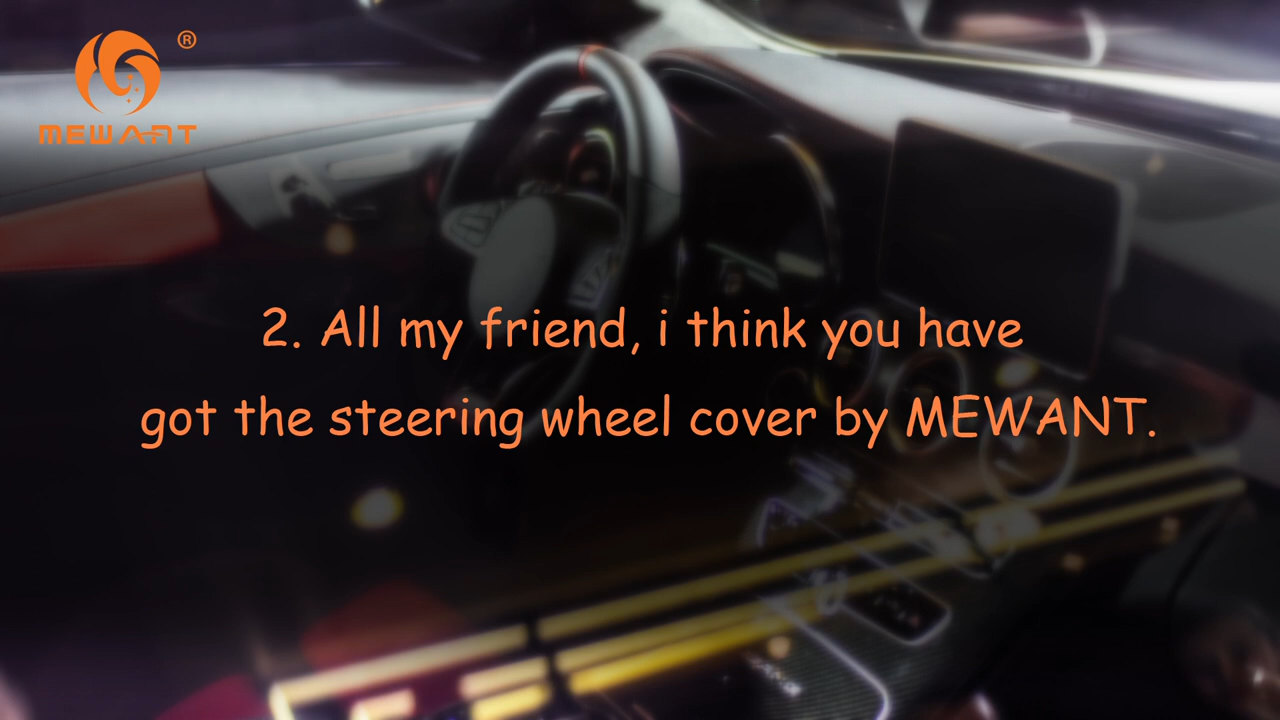 MEWANT ®
2. All my friend, i think you have
got the steering wheel cover by MEWANT.